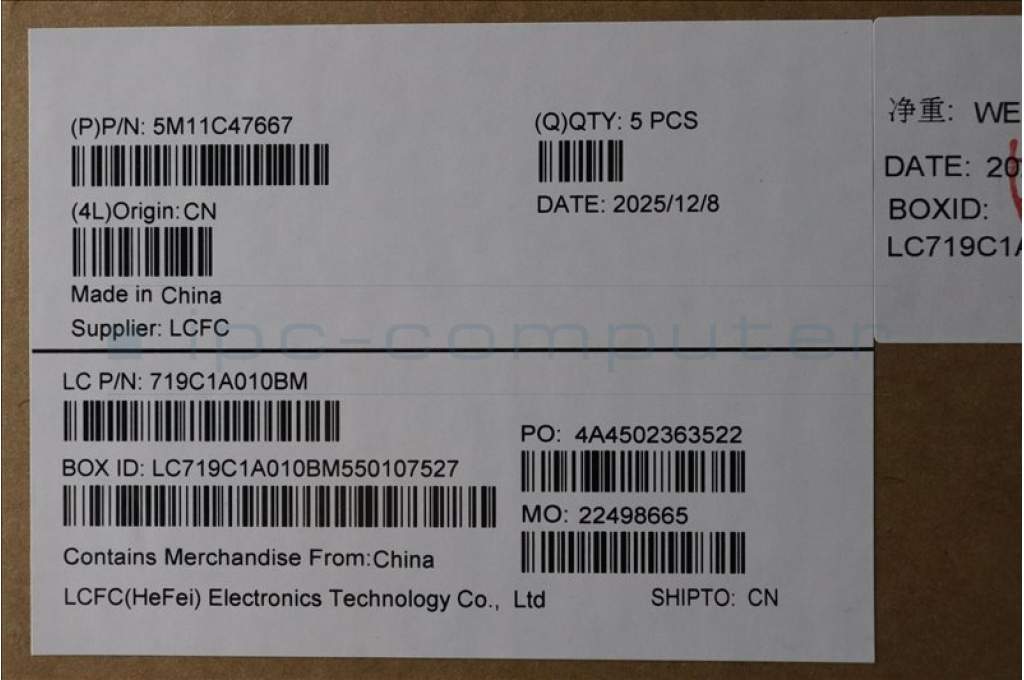 (P)P/N: 5M11C47667
(Q)QTY: 5 PCS
(4L)Origin:CN
DATE: 2025/12/8
Made in China
Supplier: LCFC
ipc-computer
LC P/N: 719C1A010BM
PO: 4A4502363522
BOX ID: LC719C1A010BM550107527
MO: 22498665
Contains Merchandise From:China
LCFC(HeFei) Electronics Technology Co., Ltd
SHIPTO: CN
净重: WE
DATE: 20
BOXID:
LC719C1A